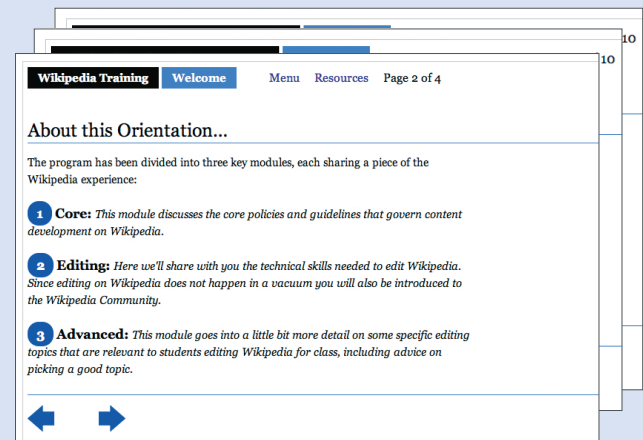 10
10
Wikipedia Training Welcome Menu Resources Page 2 of 4
About this Orientation...
The program has been divided into three key modules, each sharing a piece of the
Wikipedia experience:
1 Core: This module discusses the core policies and guidelines that govern content
development on Wikipedia.
2 Editing: Here we'll share with you the technical skills needed to edit Wikipedia.
Since editing on Wikipedia does not happen in a vacuum you will also be introduced to
the Wikipedia Community.
3 Advanced: This module goes into a little bit more detail on some specific editing
topics that are relevant to students editing Wikipedia for class, including advice on
picking a good topic.